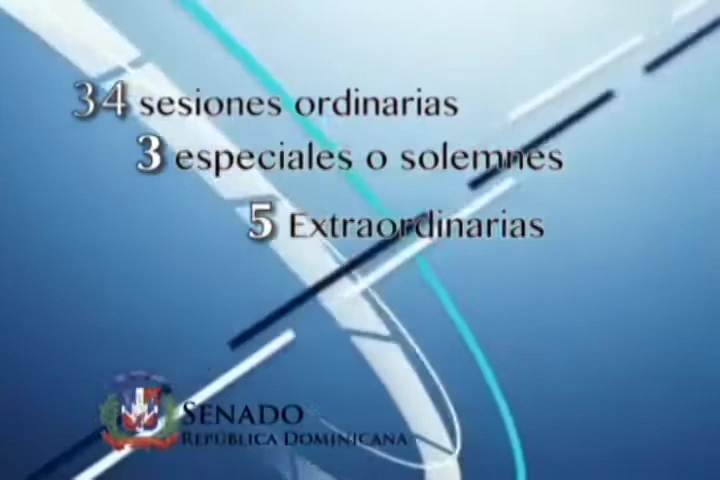 34 sesiones ordinarias
3 especiales o solemnes
5 Extraordinarias
SENADO
REPÚBLICA DOMINICANA